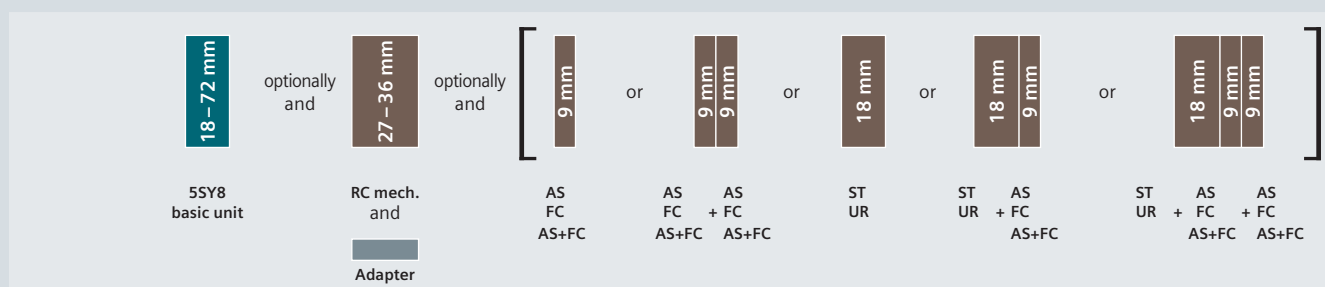 18–72 mm
optionally
and
27–36 mm
optionally
and
9 mm
or
9 mm
9 mm
or
18 mm
or
18 mm
9 mm
or
18 mm
9 mm
9 mm
5SY8
basic unit
RC mech.
and
Adapter
AS
FC
AS+FC
AS AS
FC + FC
AS+FC AS+FC
ST
UR
ST AS
UR + FC
AS+FC
ST AS AS
UR + FC + FC
AS+FC AS+FC